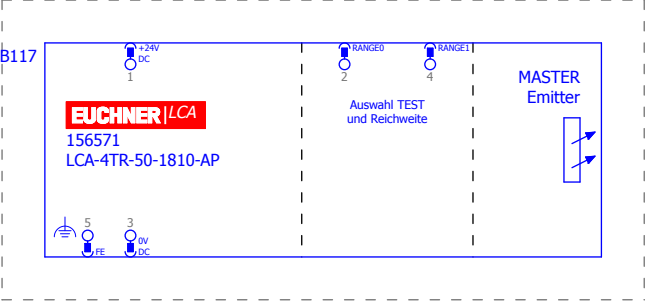 B117
+24V
DC
1
RANGE0
2
RANGE1
4
MASTER
Emitter
Auswahl TEST
und Reichweite
EUCHNER LCA
156571
LCA-4TR-50-1810-AP
5
FE
3
0V
DC